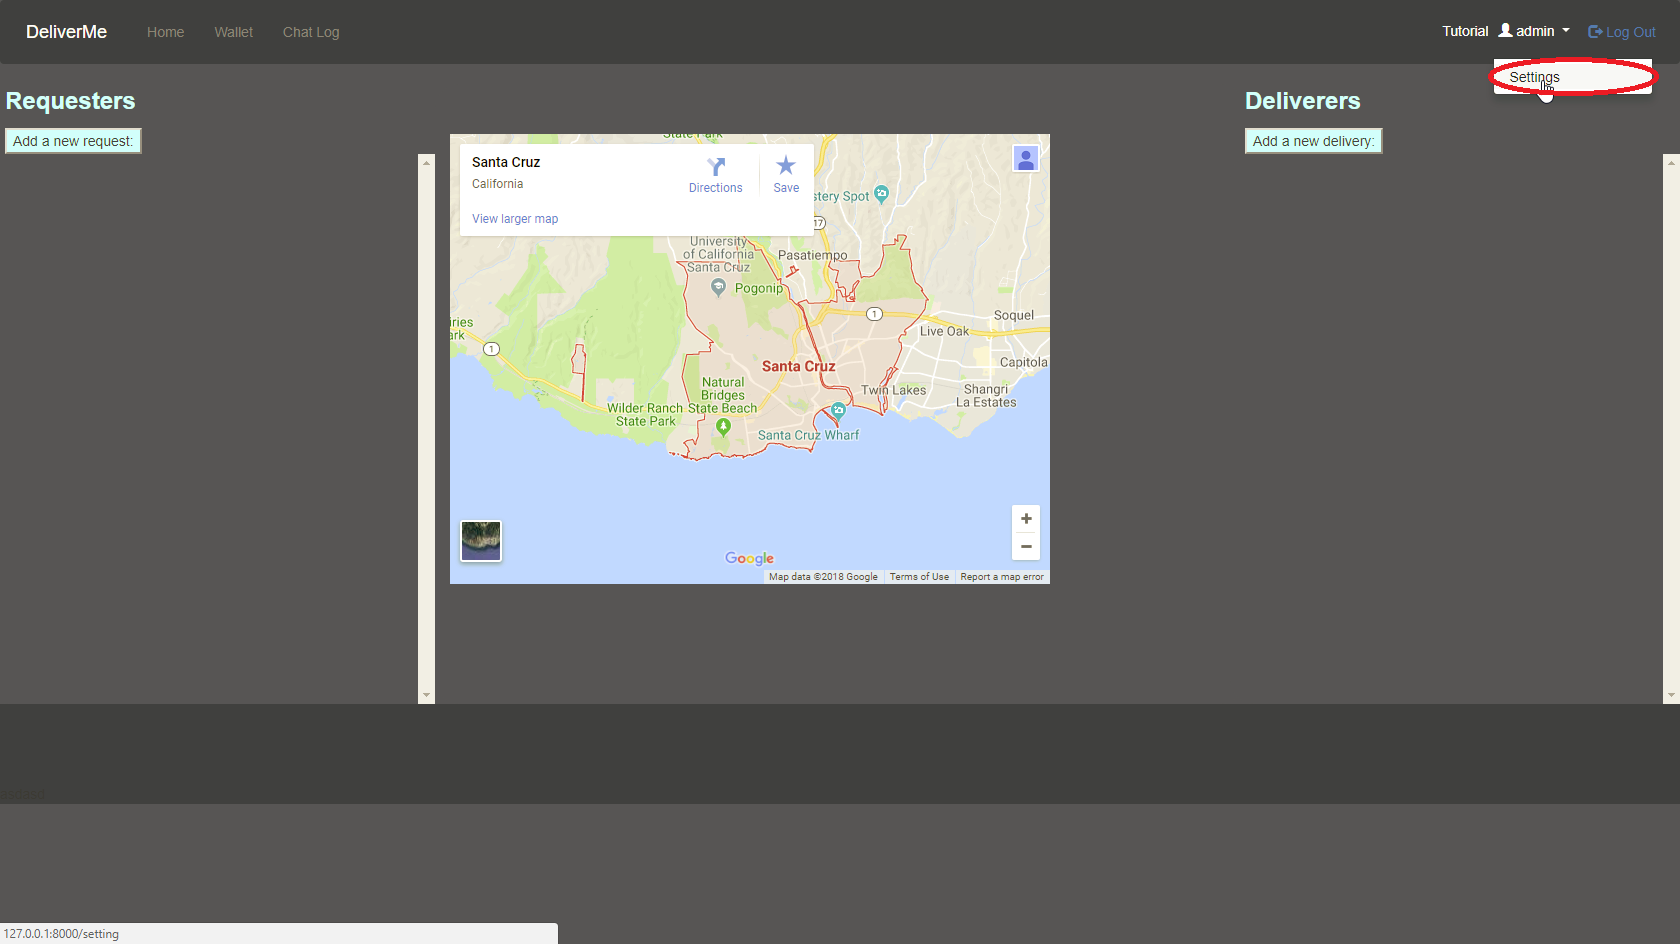 DeliverMe Home Wallet Chat Log Tutorial admin Log Out
Settings
Requesters
Add a new request:
Deliverers
Add a new delivery:
State Park
Santa Cruz
California
Directions
Save
View larger map
stery Spot
17
University
of California
Santa Cruz
Pasatiempo
Pogonip
1
Soquel
Live Oak
iries
ark
1
Capitola
Santa Cruz
Natural
Bridges
State Beach
Twin Lakes
Shangri
La Estates
Wilder Ranch
State Park
Santa Cruz Wharf
+
−
Google
Map data ©2018 Google Terms of Use Report a map error
127.0.0.1:8000/setting